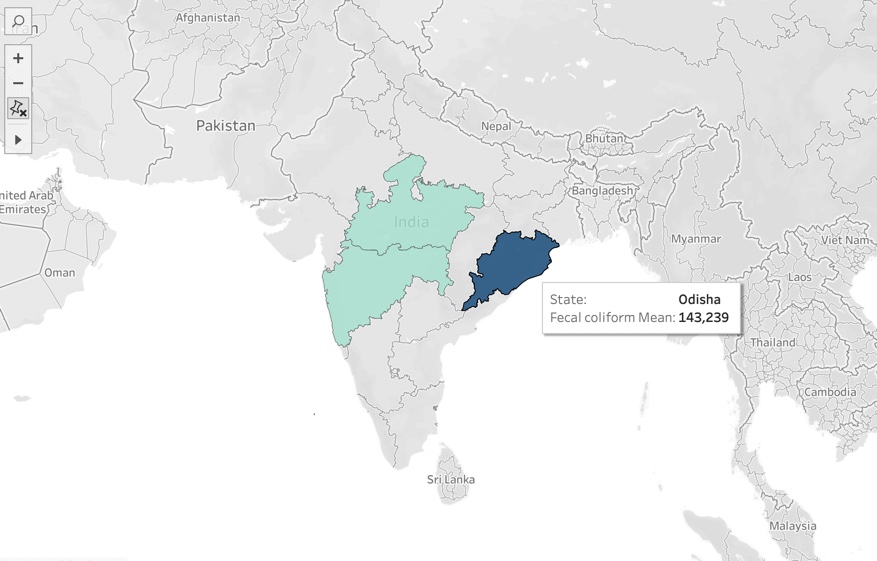 Afghanistan
Pakistan
Nepal
Bhutan
Bangladesh
India
Myanmar
Viet Nam
Laos
Oman
nited Arab
Emirates)
State: Odisha
Fecal coliform Mean: 143,239
Thailand
Cambodia
Sri Lanka
Malaysia